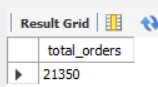 Result Grid
total_orders
21350